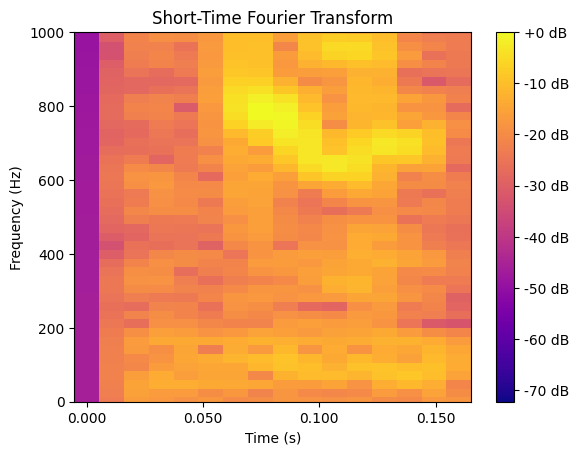 Short-Time Fourier Transform
Frequency (Hz)
1000
800
600
400
200
0
0.000
0.050
0.100
0.150
Time (s)
+0 dB
-10 dB
-20 dB
-30 dB
-40 dB
-50 dB
-60 dB
-70 dB